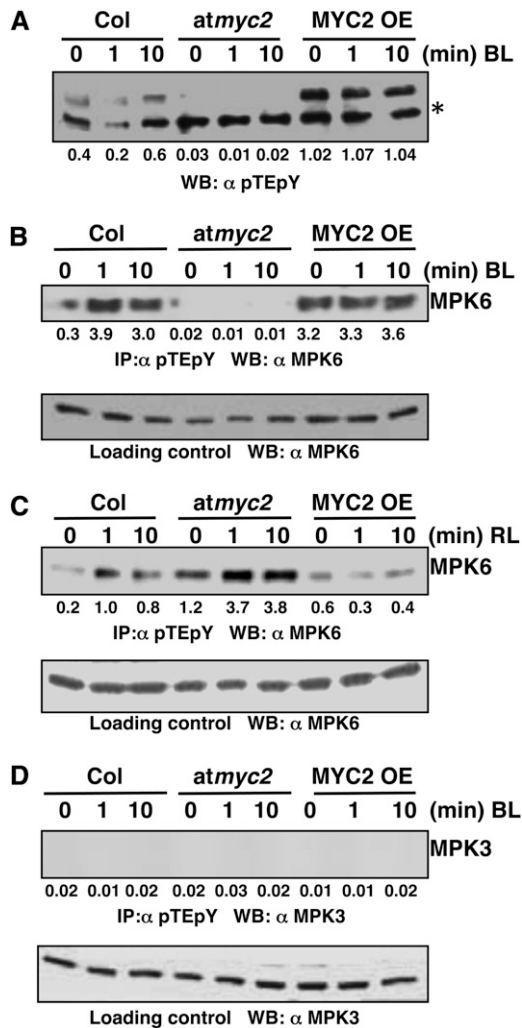 A
Col atmyc2 MYC2 OE
0 1 10 0 1 10 0 1 10 (min) BL
*
0.4 0.2 0.6 0.03 0.01 0.02 1.02 1.07 1.04
WB: α pTEpY
B
Col atmyc2 MYC2 OE
0 1 10 0 1 10 0 1 10 (min) BL
MPK6
0.3 3.9 3.0 0.02 0.01 0.01 3.2 3.3 3.6
IP:α pTEpY WB: α MPK6
Loading control WB: α MPK6
C
Col atmyc2 MYC2 OE
0 1 10 0 1 10 0 1 10 (min) RL
MPK6
0.2 1.0 0.8 1.2 3.7 3.8 0.6 0.3 0.4
IP:α pTEpY WB: α MPK6
Loading control WB: α MPK6
D
Col atmyc2 MYC2 OE
0 1 10 0 1 10 0 1 10 (min) BL
MPK3
0.02 0.01 0.02 0.02 0.03 0.02 0.01 0.01 0.02
IP:α pTEpY WB: α MPK3
Loading control WB: α MPK3